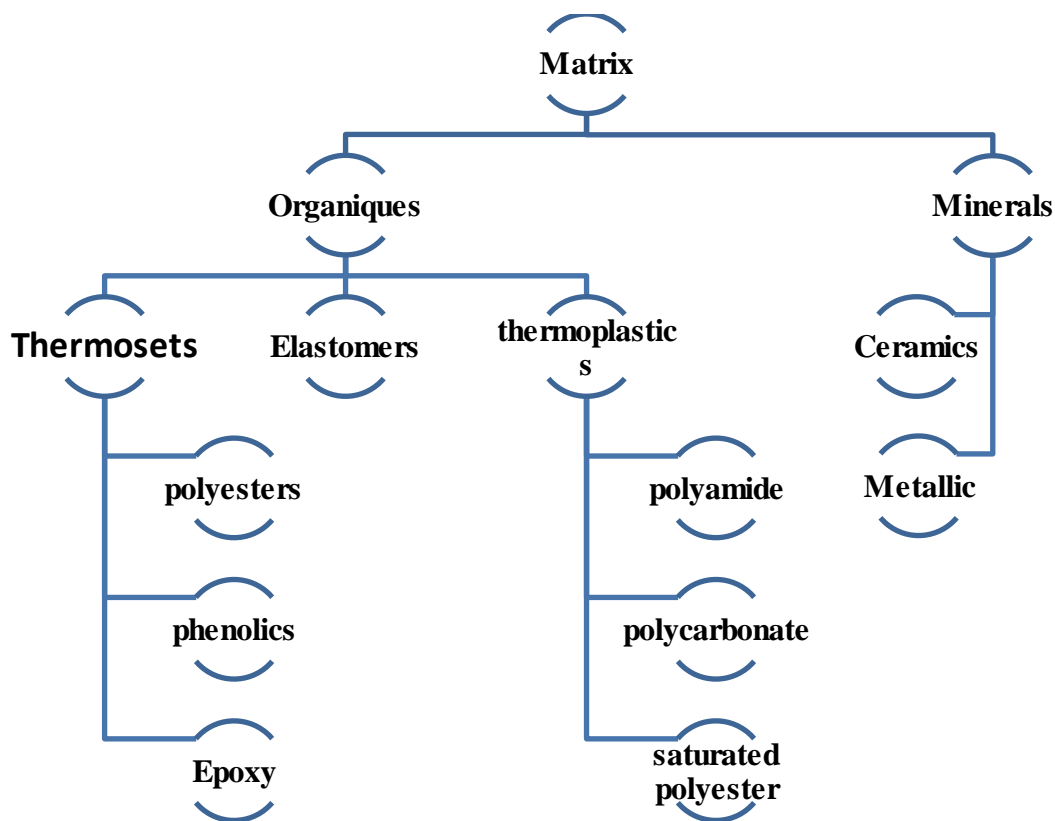 Matrix
Organiques
Minerals
Thermosets
Elastomers
thermoplastic
s
Ceramics
polyesters
polyamide
Metallic
phenolics
polycarbonate
Epoxy
saturated
polyester